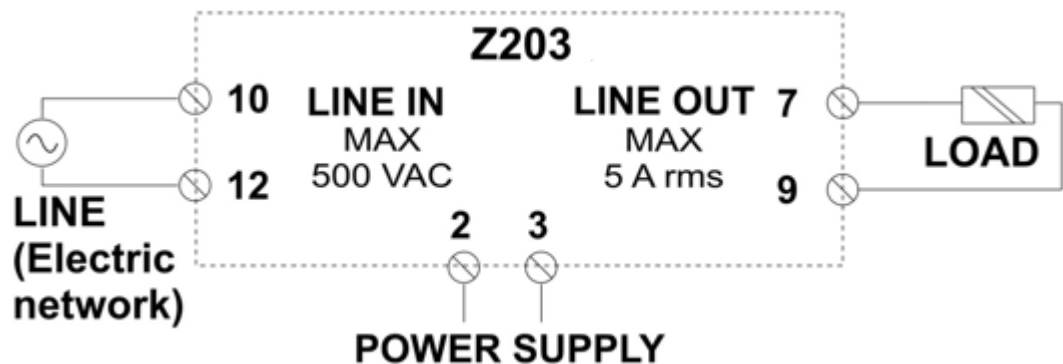 Z203
10 LINE IN LINE OUT 7
MAX MAX
500 VAC 5 A rms
LOAD
12 9
LINE
(Electric
network)
2 3
POWER SUPPLY